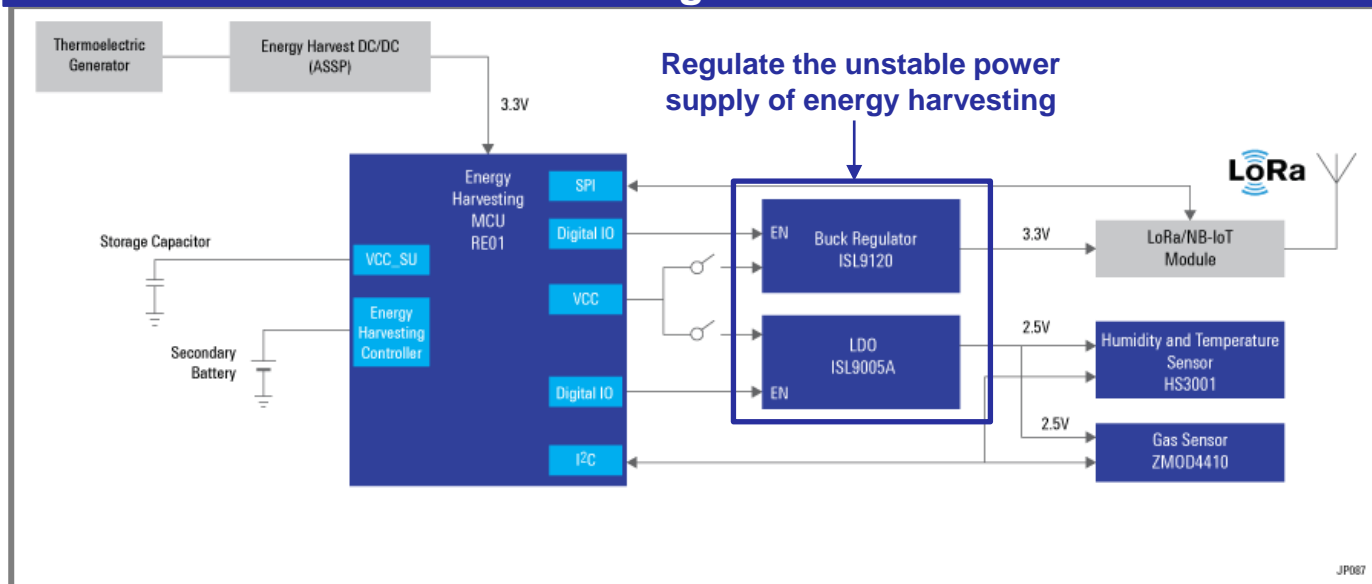 Thermoelectric
Generator
Energy Harvest DC/DC
(ASSP)
Regulate the unstable power
supply of energy harvesting
3.3V
Energy
Harvesting
MCU
RE01
SPI
Digital IO
VCC
Digital IO
I²C
VCC_SU
Energy
Harvesting
Controller
Storage Capacitor
Secondary
Battery
EN
Buck Regulator
ISL9120
LDO
ISL9005A
EN
3.3V
LoRa
LoRa/NB-IoT
Module
2.5V
Humidity and Temperature
Sensor
HS3001
2.5V
Gas Sensor
ZMOD4410
JP087